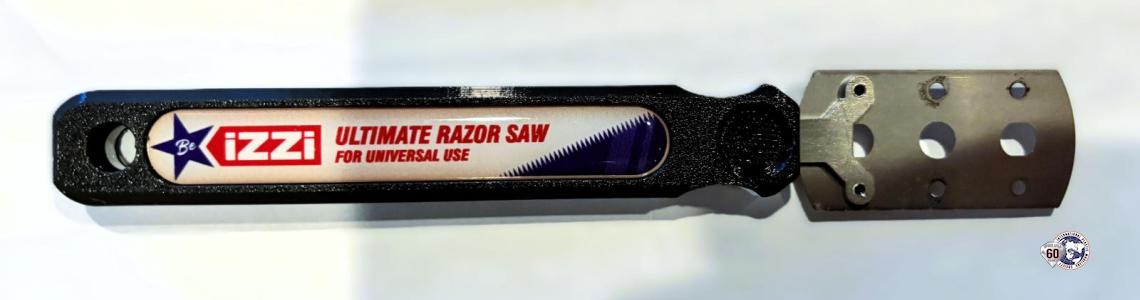 Be
izzi
ULTIMATE RAZOR SAW
FOR UNIVERSAL USE
60